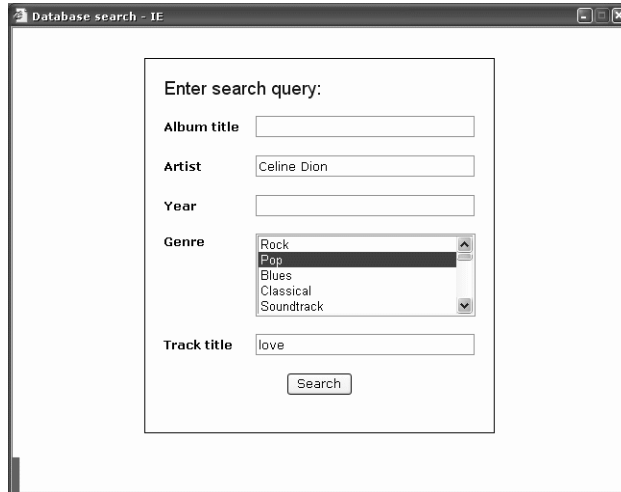 Database search - IE
Enter search query:
Album title
Artist Celine Dion
Year
Genre Rock
Pop
Blues
Classical
Soundtrack
Track title love
Search